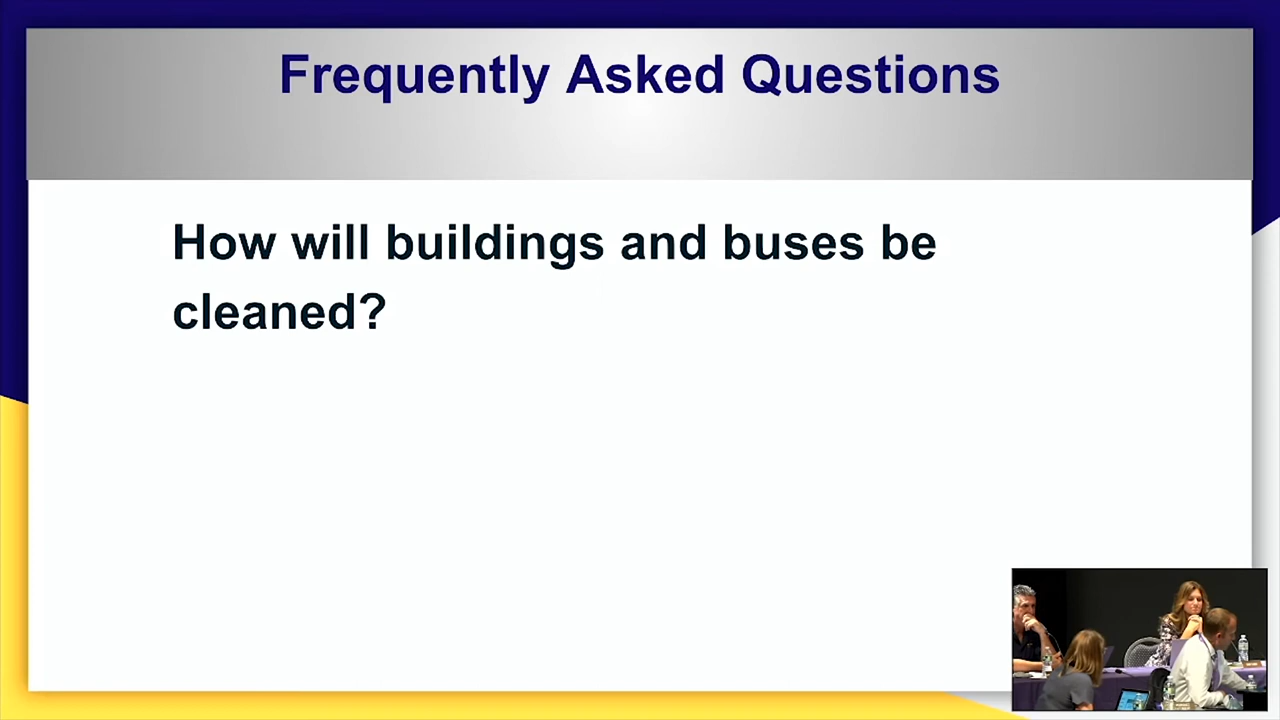 Frequently Asked Questions
How will buildings and buses be
cleaned?